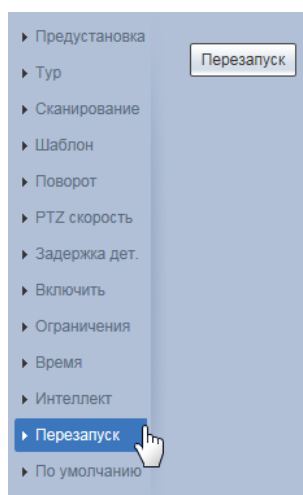 Предустановка
Тур
Сканирование
Шаблон
Поворот
PTZ скорость
Задержка дет.
Включить
Ограничения
Время
Интеллект
Перезапуск
По умолчанию
Перезапуск